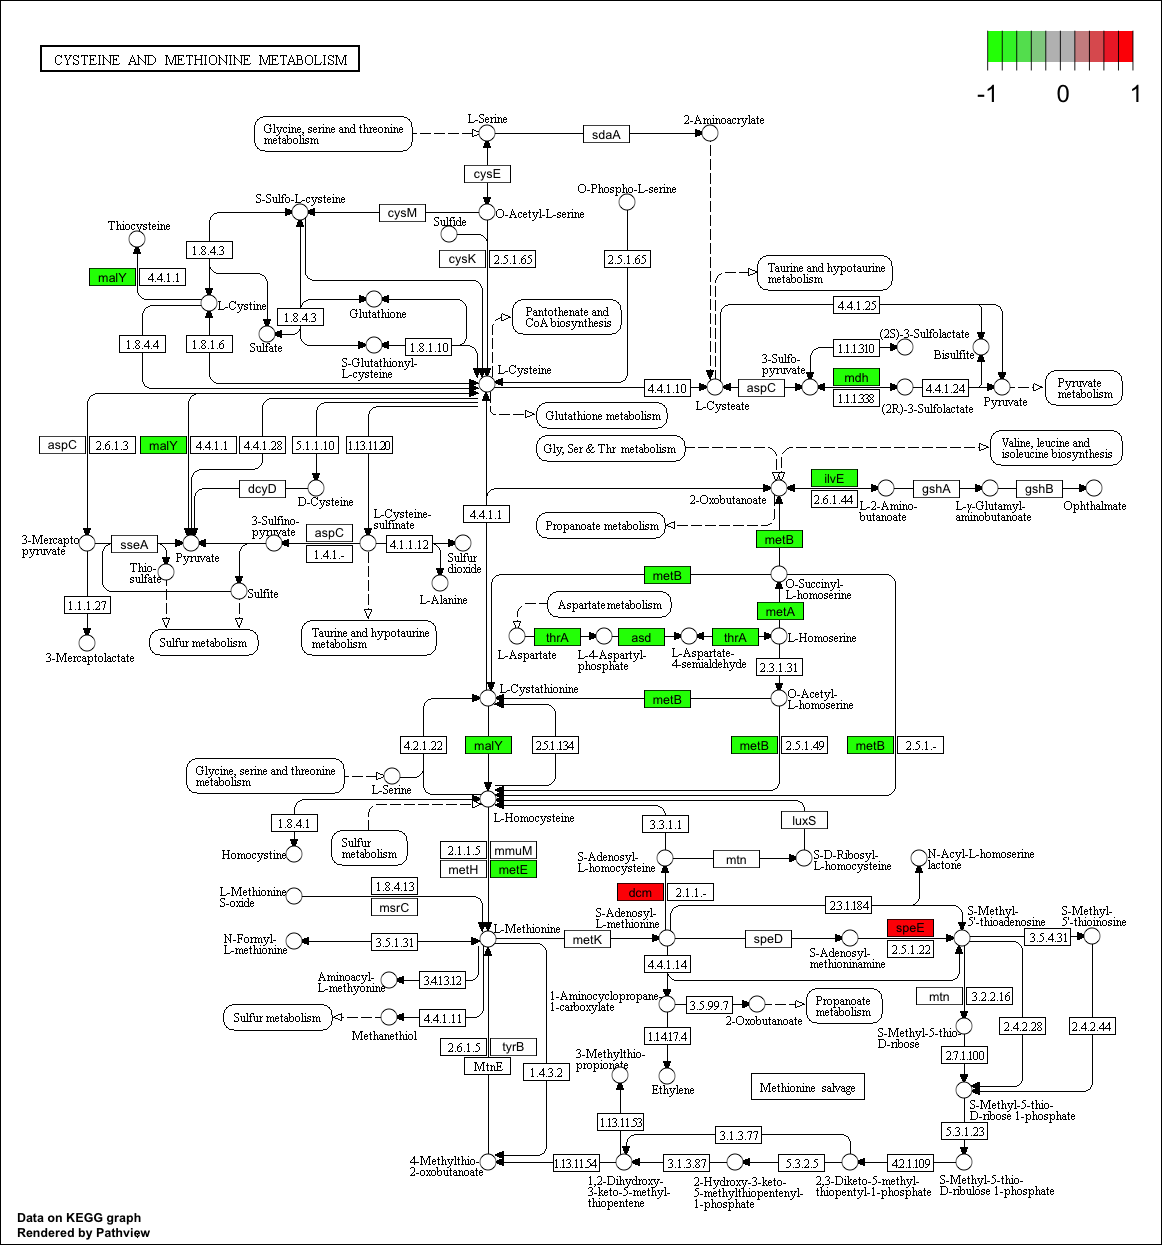 CYSTEINE AND METHIONINE METABOLISM
-1
0
1
L-Serine
2-Aminoacrylate
Glycine, serine and threonine
metabolism
sdaA
cysE
O-Phospho-L-serine
S-Sulfo-L-cysteine
cysM
O-Acetyl-L-serine
Thiocysteine
Sulfide
1.8.4.3
cysK
2.5.1.65
2.5.1.65
Taurine and hypotaurine
metabolism
malY
4.4.1.1
L-Cystine
Glutathione
1.8.4.3
Pantothenate and
CoA biosynthesis
4.4.1.25
Sulfate
1.8.4.4
1.8.1.6
1.8.1.10
S-Glutathionyl-
L-cysteine
(2S)-3-Sulfolactate
1.1.1310
Bisulfite
3-Sulfo-
pyruvate
L-Cysteine
mdh
4.4.1.10
aspC
1.1.1338
4.4.1.24
Pyruvate
metabolism
L-Cysteate
(2R)-3-Sulfolactate
Pyruvate
Glutathione metabolism
aspC
2.6.1.3
malY
4.4.1.1
4.4.1.28
5.1.1.10
1.13.11.20
Gly, Ser & Thr metabolism
Valine, leucine and
isoleucine biosynthesis
dcyD
D-Cysteine
2-Oxobutanoate
ilvE
2.6.1.44
gshA
gshB
L-2-Amino-
butanoate
L-γ-Glutamyl-
aminobutanoate
Ophthalmate
4.4.1.1
L-Cysteine-
sulfinate
3-Sulfino-
pyruvate
aspC
1.4.1.-
Propanoate metabolism
3-Mercapto
pyruvate
sseA
Pyruvate
4.1.1.12
Sulfur
dioxide
metB
Thio-
sulfate
Sulfite
L-Alanine
metB
O-Succinyl-
L-homoserine
1.1.1.27
Aspartate metabolism
metA
3-Mercaptolactate
Sulfur metabolism
Taurine and hypotaurine
metabolism
thrA
asd
thrA
L-Homoserine
L-Aspartate
L-4-Aspartyl-
phosphate
L-Aspartate-
4-semialdehyde
2.3.1.31
L-Cystathionine
metB
O-Acetyl-
L-homoserine
4.2.1.22
malY
2.5.1.134
metB
2.5.1.49
metB
2.5.1.-
Glycine, serine and threonine
metabolism
L-Serine
L-Homocysteine
1.8.4.1
3.3.1.1
luxS
Homocystine
Sulfur
metabolism
2.1.1.5
mmuM
metH
metE
S-Adenosyl-
L-homocysteine
mtn
S-D-Ribosyl-
L-homocysteine
N-Acyl-L-homoserine
lactone
L-Methionine
S-oxide
1.8.4.13
msrC
dcm
2.1.1.-
S-Adenosyl-
L-methionine
2.3.1.184
S-Methyl-
5'-thioadenosine
S-Methyl-
5'-thioinosine
L-Methionine
speE
N-Formyl-
L-methionine
3.5.1.31
metK
speD
2.5.1.22
3.5.4.31
S-Adenosyl-
methioninamine
4.4.1.14
Aminoacyl-
L-methyonine
3.4.13.12
1-Aminocyclopropane-
1-carboxylate
mtn
3.2.2.16
3.5.99.7
2-Oxobutanoate
Propanoate
metabolism
Sulfur metabolism
4.4.1.11
Methanethiol
1.14.17.4
S-Methyl-5-thio-
D-ribose
2.4.2.28
2.4.2.44
2.6.1.5
tyrB
MtnE
1.4.3.2
3-Methylthio-
propionate
2.7.1.100
Ethylene
Methionine salvage
S-Methyl-5-thio-
D-ribose 1-phosphate
1.13.11.53
3.1.3.77
5.3.1.23
4-Methylthio-
2-oxobutanoate
1.13.11.54
3.1.3.87
5.3.2.5
4.2.1.109
1,2-Dihydroxy-
3-keto-5-methyl-
thiopentene
2-Hydroxy-3-keto-
5-methylthiopentenyl-
1-phosphate
2,3-Diketo-5-methyl-
thiopentyl-1-phosphate
S-Methyl-5-thio-
D-ribulose 1-phosphate
Data on KEGG graph
Rendered by Pathview